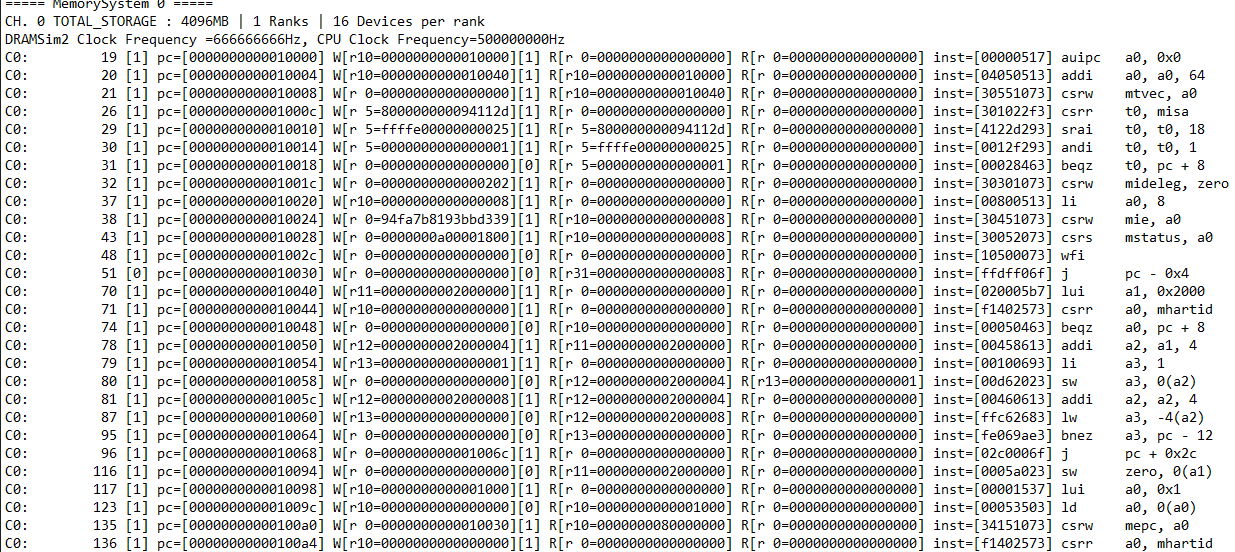 ===== MemorySystem 0 =====
CH. 0 TOTAL_STORAGE : 4096MB | 1 Ranks | 16 Devices per rank
DRAMSim2 Clock Frequency =666666666Hz, CPU Clock Frequency=500000000Hz
C0: 19 [1] pc=[0000000000010000] W[r10=0000000000010000][1] R[r 0=0000000000000000] R[r 0=0000000000000000] inst=[00000517] auipc a0, 0x0
C0: 20 [1] pc=[0000000000010004] W[r10=0000000000010040][1] R[r10=0000000000010000] R[r 0=0000000000000000] inst=[04050513] addi a0, a0, 64
C0: 21 [1] pc=[0000000000010008] W[r 0=0000000000000000][1] R[r10=0000000000010040] R[r 0=0000000000000000] inst=[30551073] csrw mtvec, a0
C0: 26 [1] pc=[000000000001000c] W[r 5=800000000094112d][1] R[r 0=0000000000000000] R[r 0=0000000000000000] inst=[301022f3] csrr t0, misa
C0: 29 [1] pc=[0000000000010010] W[r 5=ffffe00000000025][1] R[r 5=800000000094112d] R[r 0=0000000000000000] inst=[4122d293] srai t0, t0, 18
C0: 30 [1] pc=[0000000000010014] W[r 5=0000000000000001][1] R[r 5=ffffe00000000025] R[r 0=0000000000000000] inst=[0012f293] andi t0, t0, 1
C0: 31 [1] pc=[0000000000010018] W[r 0=0000000000000000][0] R[r 5=0000000000000001] R[r 0=0000000000000000] inst=[00028463] beqz t0, pc + 8
C0: 32 [1] pc=[000000000001001c] W[r 0=0000000000000202][1] R[r 0=0000000000000000] R[r 0=0000000000000000] inst=[30301073] csrw mideleg, zero
C0: 37 [1] pc=[0000000000010020] W[r10=0000000000000008][1] R[r 0=0000000000000000] R[r 0=0000000000000000] inst=[00800513] li a0, 8
C0: 38 [1] pc=[0000000000010024] W[r 0=94fa7b8193bbd339][1] R[r10=0000000000000008] R[r 0=0000000000000000] inst=[30451073] csrw mie, a0
C0: 43 [1] pc=[0000000000010028] W[r 0=0000000a00001800][1] R[r10=0000000000000008] R[r 0=0000000000000000] inst=[30052073] csrs mstatus, a0
C0: 48 [1] pc=[000000000001002c] W[r 0=0000000000000000][0] R[r 0=0000000000000000] R[r 0=0000000000000000] inst=[10500073] wfi
C0: 51 [0] pc=[0000000000010030] W[r 0=0000000000000000][0] R[r31=0000000000000008] R[r 0=0000000000000000] inst=[ffdff06f] j pc - 0x4
C0: 70 [1] pc=[0000000000010040] W[r11=0000000002000000][1] R[r 0=0000000000000000] R[r 0=0000000000000000] inst=[020005b7] lui a1, 0x2000
C0: 71 [1] pc=[0000000000010044] W[r10=0000000000000000][1] R[r 0=0000000000000000] R[r 0=0000000000000000] inst=[f1402573] csrr a0, mhartid
C0: 74 [1] pc=[0000000000010048] W[r 0=0000000000000000][0] R[r10=0000000000000000] R[r 0=0000000000000000] inst=[00050463] beqz a0, pc + 8
C0: 78 [1] pc=[0000000000010050] W[r12=0000000002000004][1] R[r11=0000000002000000] R[r 0=0000000000000000] inst=[00458613] addi a2, a1, 4
C0: 79 [1] pc=[0000000000010054] W[r13=0000000000000001][1] R[r 0=0000000000000000] R[r 0=0000000000000000] inst=[00100693] li a3, 1
C0: 80 [1] pc=[0000000000010058] W[r 0=0000000000000000][0] R[r12=0000000002000004] R[r13=0000000000000001] inst=[00d62023] sw a3, 0(a2)
C0: 81 [1] pc=[000000000001005c] W[r12=0000000002000008][1] R[r12=0000000002000004] R[r 0=0000000000000000] inst=[00460613] addi a2, a2, 4
C0: 87 [1] pc=[0000000000010060] W[r13=0000000000000000][0] R[r12=0000000002000008] R[r 0=0000000000000000] inst=[ffc62683] lw a3, -4(a2)
C0: 95 [1] pc=[0000000000010064] W[r 0=0000000000000000][0] R[r13=0000000000000000] R[r 0=0000000000000000] inst=[fe069ae3] bnez a3, pc - 12
C0: 96 [1] pc=[0000000000010068] W[r 0=000000000001006c][1] R[r 0=0000000000000000] R[r 0=0000000000000000] inst=[02c0006f] j pc + 0x2c
C0: 116 [1] pc=[0000000000010094] W[r 0=0000000000000000][0] R[r11=0000000002000000] R[r 0=0000000000000000] inst=[0005a023] sw zero, 0(a1)
C0: 117 [1] pc=[0000000000010098] W[r10=0000000000001000][1] R[r 0=0000000000000000] R[r 0=0000000000000000] inst=[00001537] lui a0, 0x1
C0: 123 [1] pc=[000000000001009c] W[r10=0000000000000000][0] R[r10=0000000000001000] R[r 0=0000000000000000] inst=[00053503] ld a0, 0(a0)
C0: 135 [1] pc=[00000000000100a0] W[r 0=0000000000010030][1] R[r10=0000000080000000] R[r 0=0000000000000000] inst=[34151073] csrw mepc, a0
C0: 136 [1] pc=[00000000000100a4] W[r10=0000000000000000][1] R[r 0=0000000000000000] R[r 0=0000000000000000] inst=[f1402573] csrr a0, mhartid